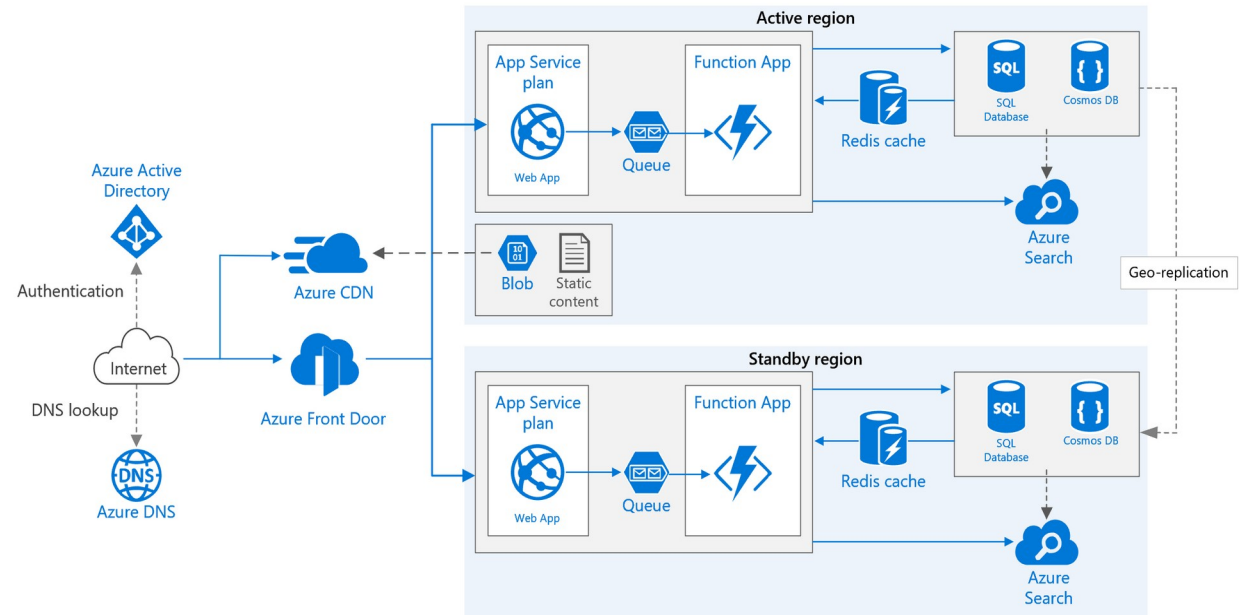 Active region
App Service
plan
Web App
Queue
Function App
Redis cache
SQL
SQL
Database
{ }
Cosmos DB
Azure
Search
Azure Active
Directory
Authentication
Internet
DNS lookup
DNS
Azure DNS
Azure CDN
Azure Front Door
10
01
Blob
Static
content
Geo-replication
Standby region
App Service
plan
Web App
Queue
Function App
Redis cache
SQL
SQL
Database
{ }
Cosmos DB
Azure
Search